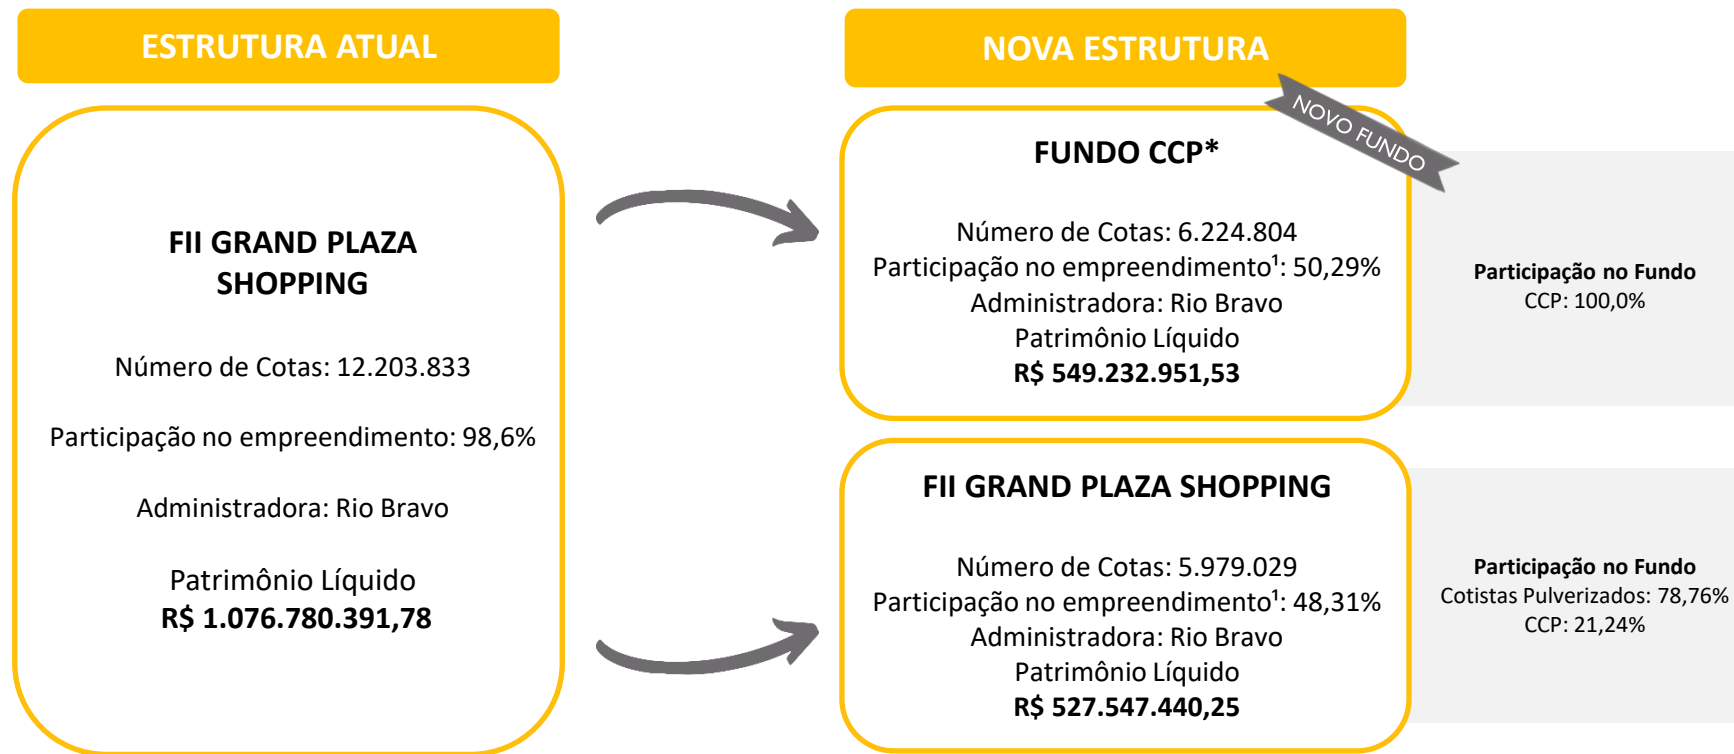 ESTRUTURA ATUAL
FII GRAND PLAZA
SHOPPING
Número de Cotas: 12.203.833
Participação no empreendimento: 98,6%
Administradora: Rio Bravo
Patrimônio Líquido
R$ 1.076.780.391,78
NOVA ESTRUTURA
NOVO FUNDO
FUNDO CCP*
Número de Cotas: 6.224.804
Participação no empreendimento¹: 50,29%
Administradora: Rio Bravo
Patrimônio Líquido
R$ 549.232.951,53
Participação no Fundo
CCP: 100,0%
FII GRAND PLAZA SHOPPING
Número de Cotas: 5.979.029
Participação no empreendimento¹: 48,31%
Administradora: Rio Bravo
Patrimônio Líquido
R$ 527.547.440,25
Participação no Fundo
Cotistas Pulverizados: 78,76%
CCP: 21,24%